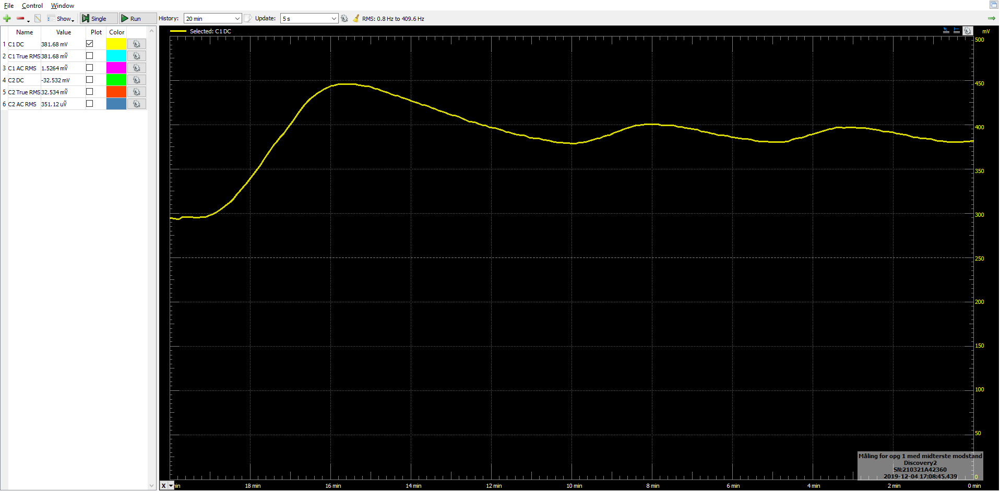 File Control Window
Show Single Run History: 20 min Update: 5 s RMS: 0.8 Hz to 409.6 Hz
Name Value Plot Color
1 C1 DC 381.68 mV
2 C1 True RMS 381.68 mṼ
3 C1 AC RMS 1.5264 mṼ
4 C2 DC -32.532 mV
5 C2 True RMS 32.534 mṼ
6 C2 AC RMS 351.12 uṼ
Selected: C1 DC
mV
500
450
400
350
300
250
200
150
100
50
0
Måling for opg 1 med midterste modstand
Discovery2
SN:210321A42360
2019-12-04 17:08:45.439
X 18 min 16 min 14 min 12 min 10 min 8 min 6 min 4 min 2 min 0 min